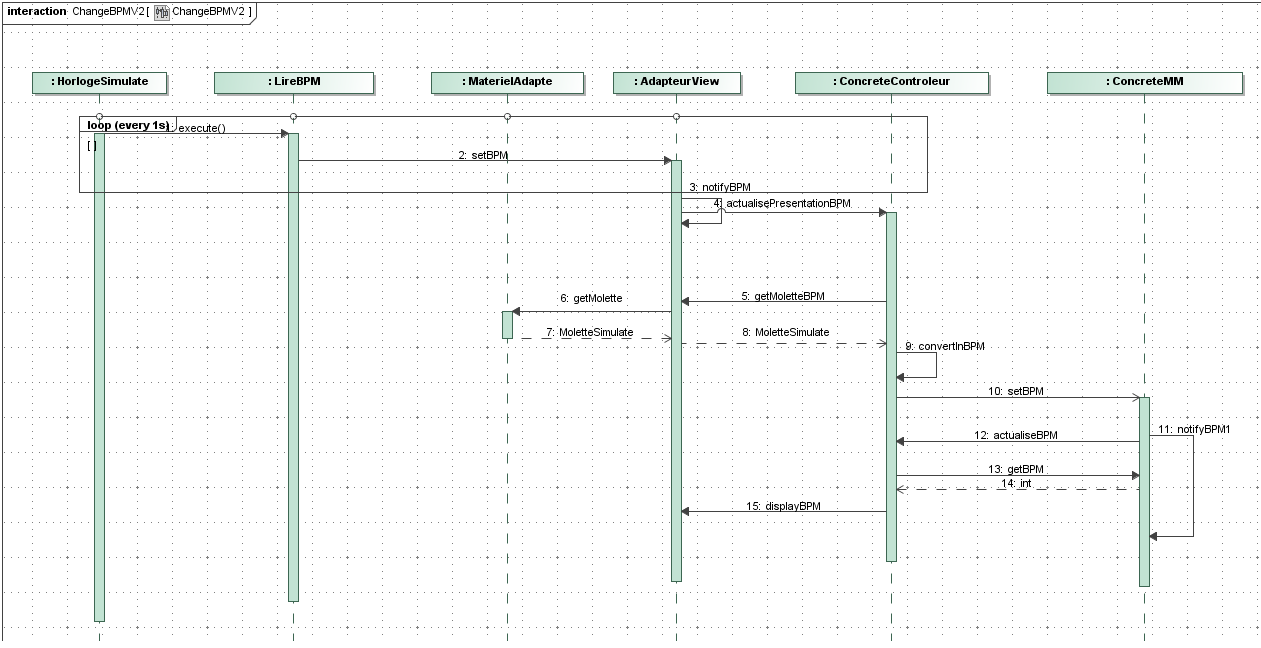 interaction ChangeBPMV2[ ChangeBPMV2 ]
: HorlogeSimulate
: LireBPM
: MaterielAdapte
: AdapteurView
: ConcreteControleur
: ConcreteMM
loop (every 1s)
execute()
[ ]
2: setBPM
3: notifyBPM
4: actualisePresentationBPM
5: getMoletteBPM
6: getMolette
7: MoletteSimulate
8: MoletteSimulate
9: convertInBPM
10: setBPM
11: notifyBPM1
12: actualiseBPM
13: getBPM
14: int
15: displayBPM